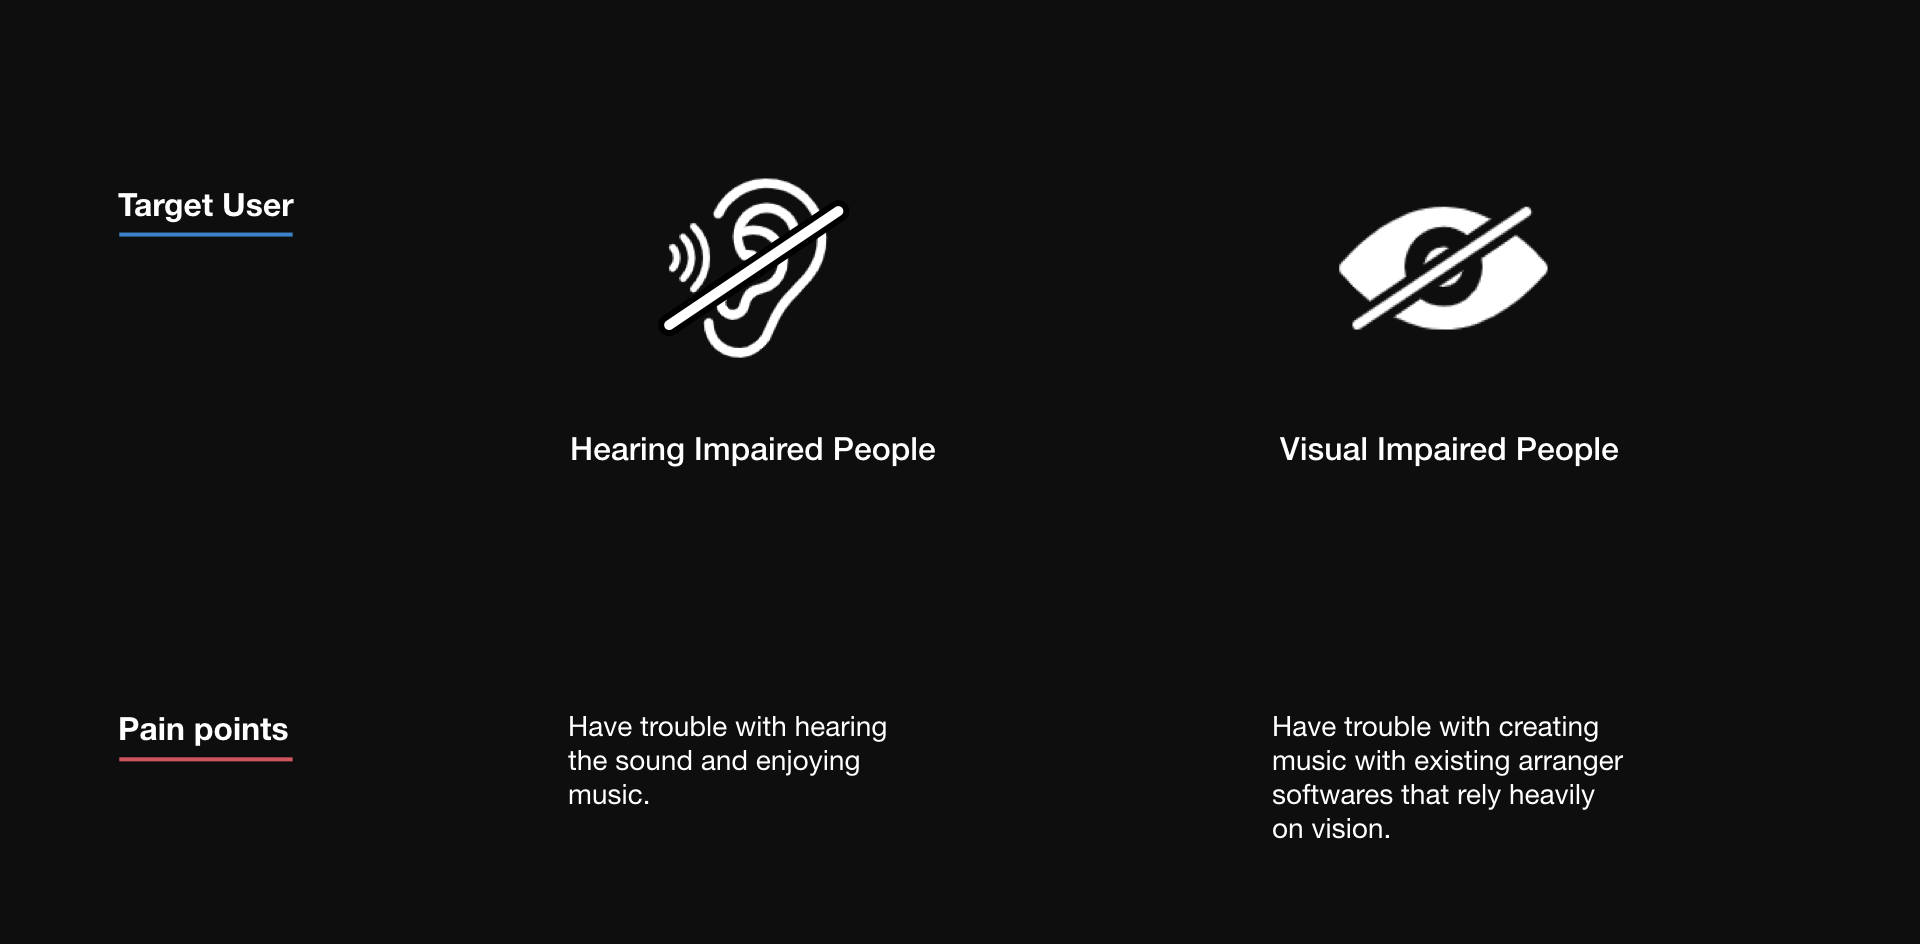 Target User
Hearing Impaired People
Visual Impaired People
Pain points
Have trouble with hearing
the sound and enjoying
music.
Have trouble with creating
music with existing arranger
softwares that rely heavily
on vision.